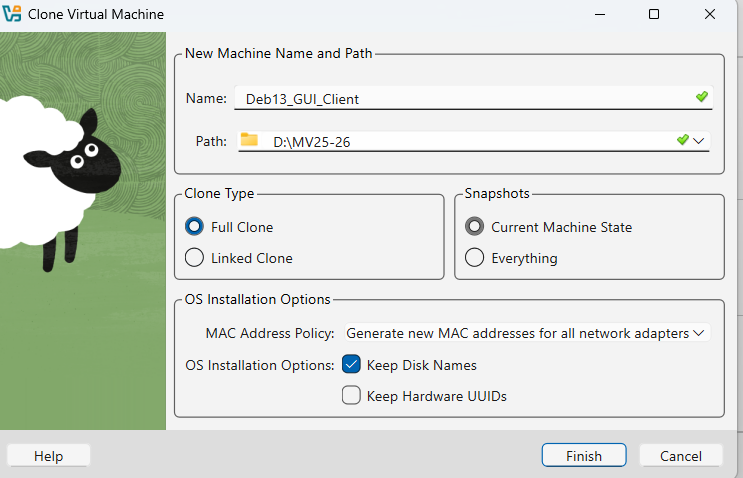 Clone Virtual Machine
New Machine Name and Path
Name: Deb13_GUI_Client
Path: D:\MV25-26
Clone Type
Full Clone
Linked Clone
Snapshots
Current Machine State
Everything
OS Installation Options
MAC Address Policy: Generate new MAC addresses for all network adapters
OS Installation Options: Keep Disk Names
Keep Hardware UUIDs
Help Finish Cancel